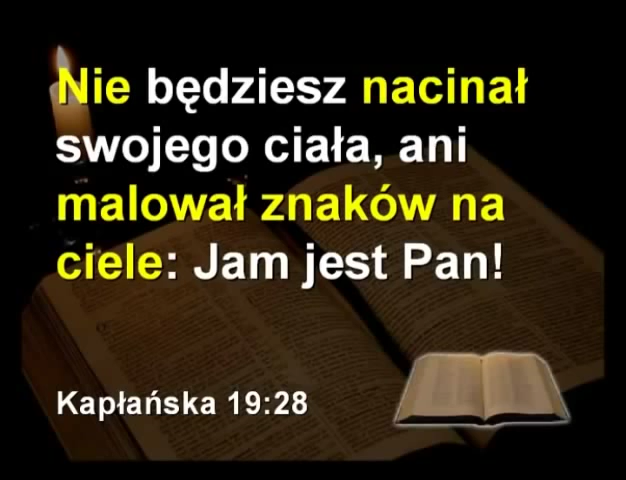 Nie będziesz nacinał
swojego ciała, ani
malował znaków na
ciele: Jam jest Pan!
Kapłańska 19:28